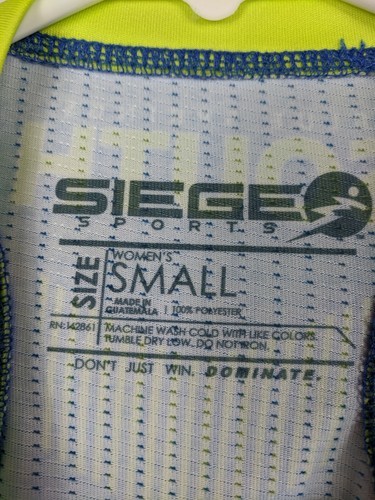 SIEGE
SPORTS
SIZE
WOMEN'S
SMALL
MADE IN
GUATEMALA | 100% POLYESTER
RN: 142861
MACHINE WASH COLD WITH LIKE COLORS.
TUMBLE DRY LOW. DO NOT IRON.
DON'T JUST WIN. DOMINATE.